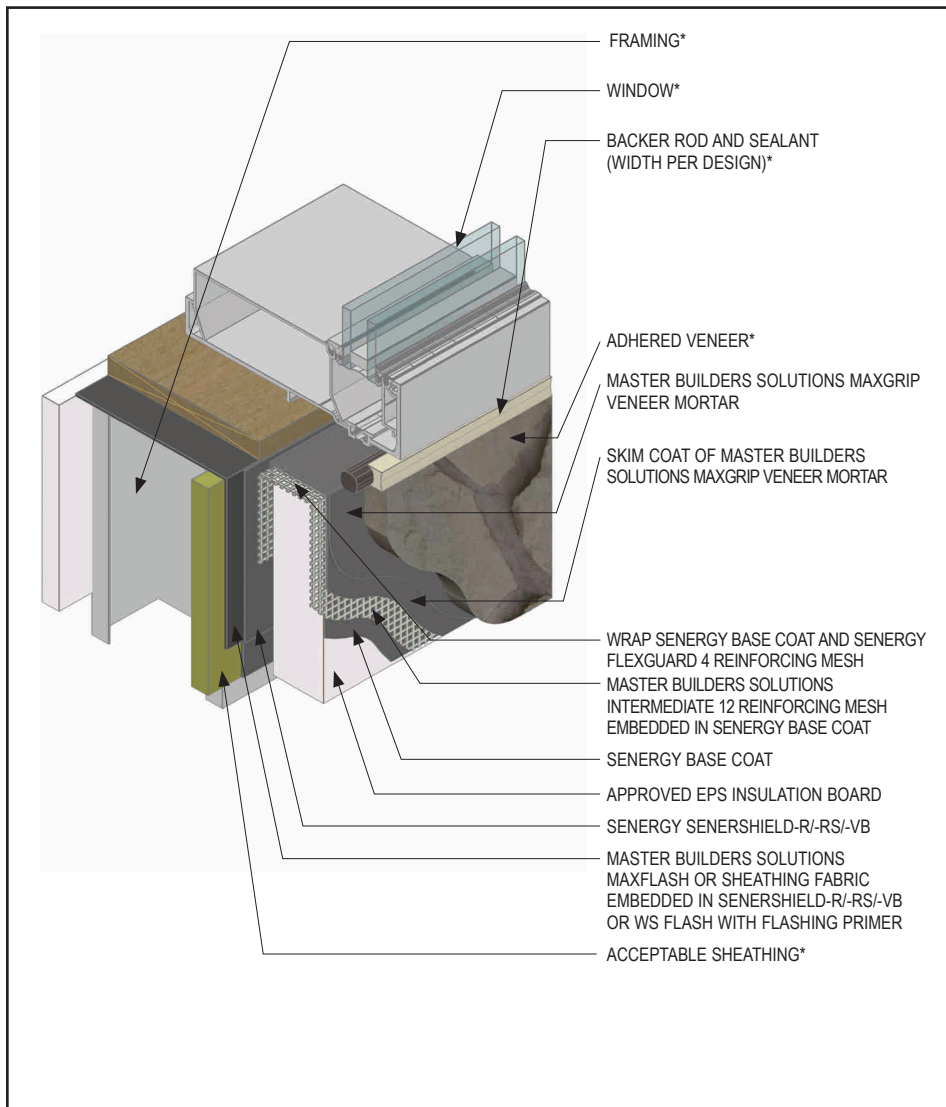 FRAMING*
WINDOW*
BACKER ROD AND SEALANT
(WIDTH PER DESIGN)*
ADHERED VENEER*
MASTER BUILDERS SOLUTIONS MAXGRIP
VENEER MORTAR
SKIM COAT OF MASTER BUILDERS
SOLUTIONS MAXGRIP VENEER MORTAR
WRAP SENERGY BASE COAT AND SENERGY
FLEXGUARD 4 REINFORCING MESH
MASTER BUILDERS SOLUTIONS
INTERMEDIATE 12 REINFORCING MESH
EMBEDDED IN SENERGY BASE COAT
SENERGY BASE COAT
APPROVED EPS INSULATION BOARD
SENERGY SENERSHIELD-R/-RS/-VB
MASTER BUILDERS SOLUTIONS
MAXFLASH OR SHEATHING FABRIC
EMBEDDED IN SENERSHIELD-R/-RS/-VB
OR WS FLASH WITH FLASHING PRIMER
ACCEPTABLE SHEATHING*